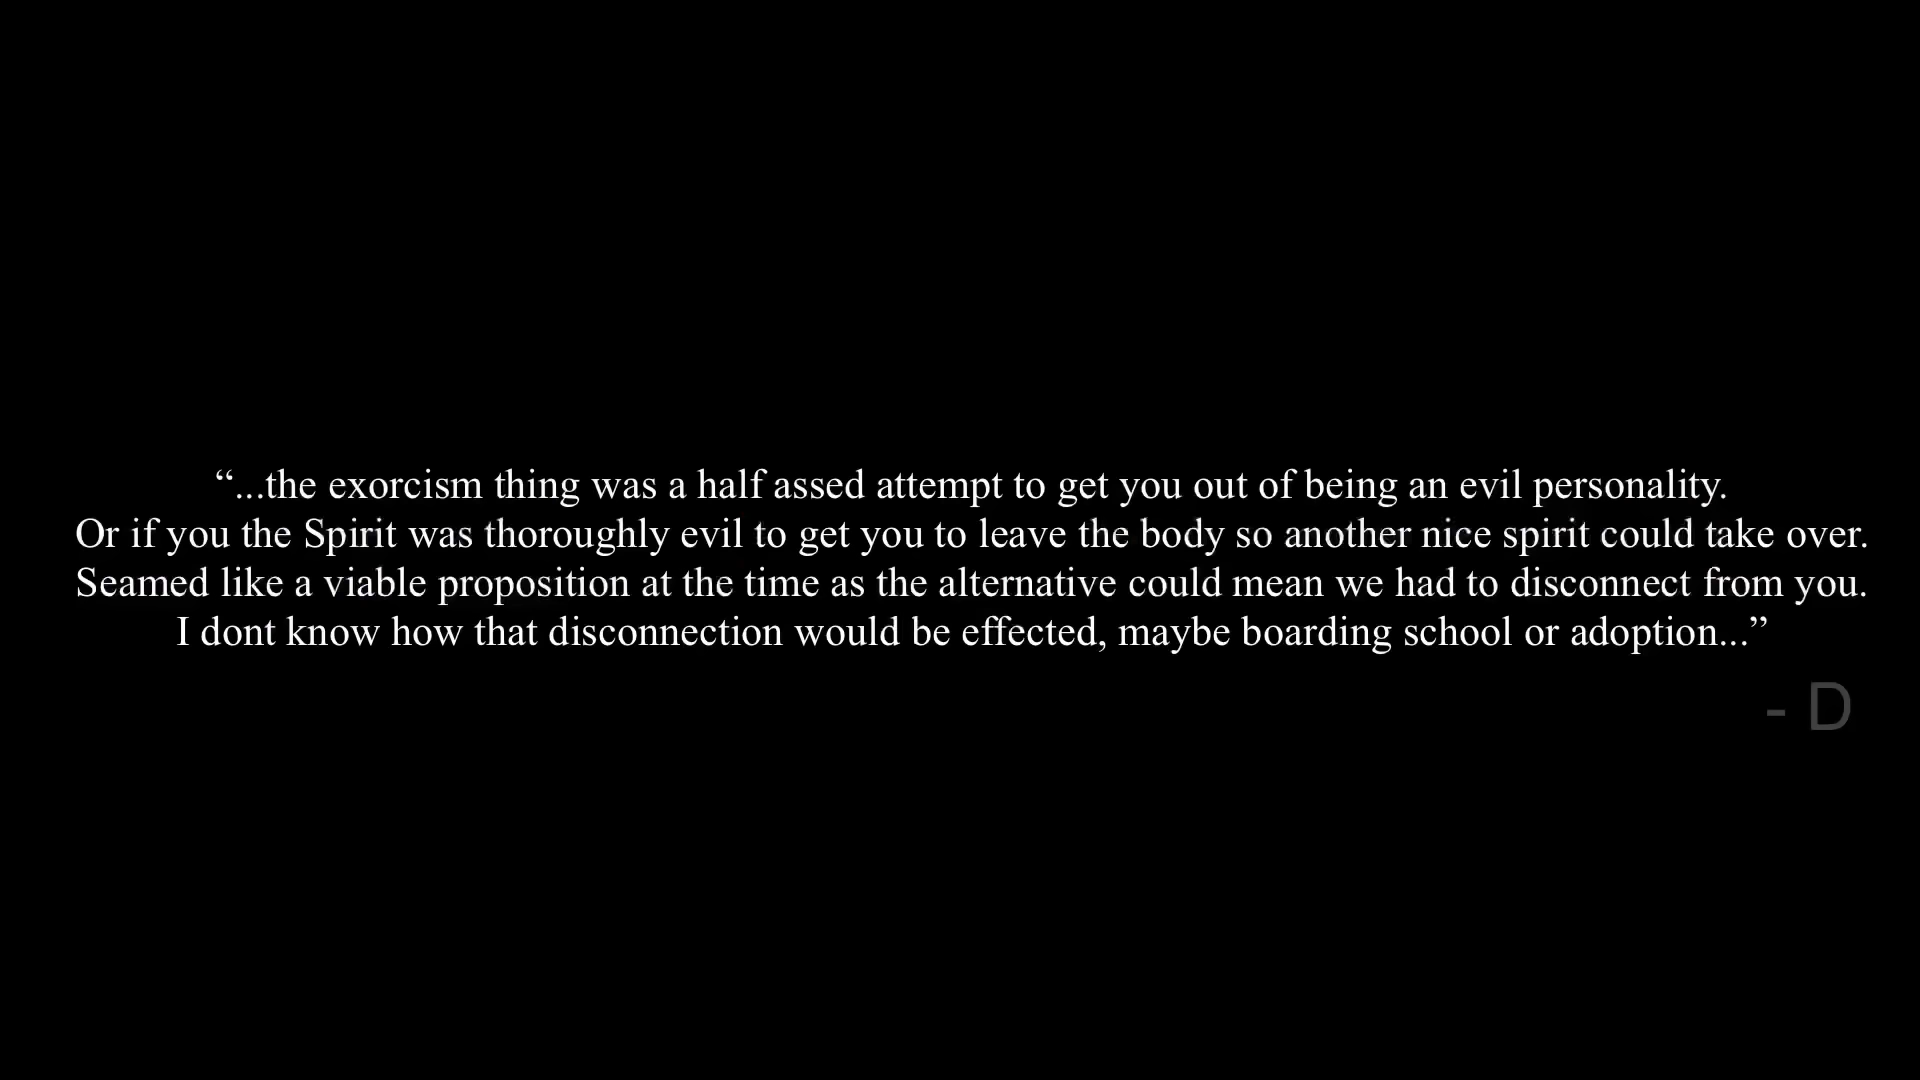 “...the exorcism thing was a half assed attempt to get you out of being an evil personality.
Or if you the Spirit was thoroughly evil to get you to leave the body so another nice spirit could take over.
Seamed like a viable proposition at the time as the alternative could mean we had to disconnect from you.
I dont know how that disconnection would be effected, maybe boarding school or adoption...”
- D